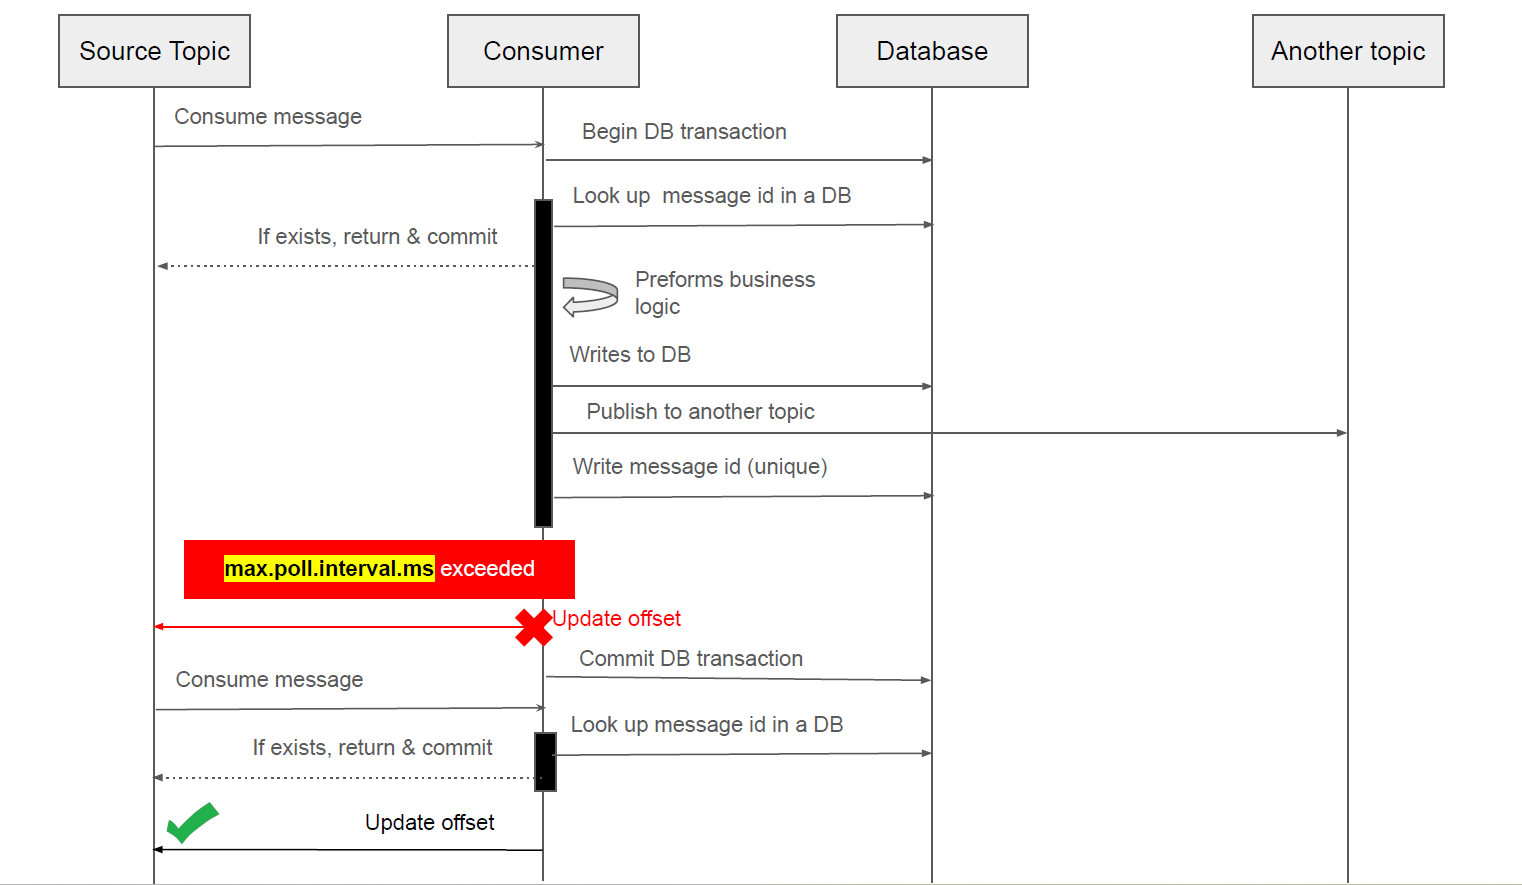 Source Topic
Consumer
Database
Another topic
Consume message
Begin DB transaction
Look up  message id in a DB
If exists, return & commit
Preforms business
logic
Writes to DB
Publish to another topic
Write message id (unique)
max.poll.interval.ms exceeded
Update offset
Commit DB transaction
Consume message
Look up message id in a DB
If exists, return & commit
Update offset